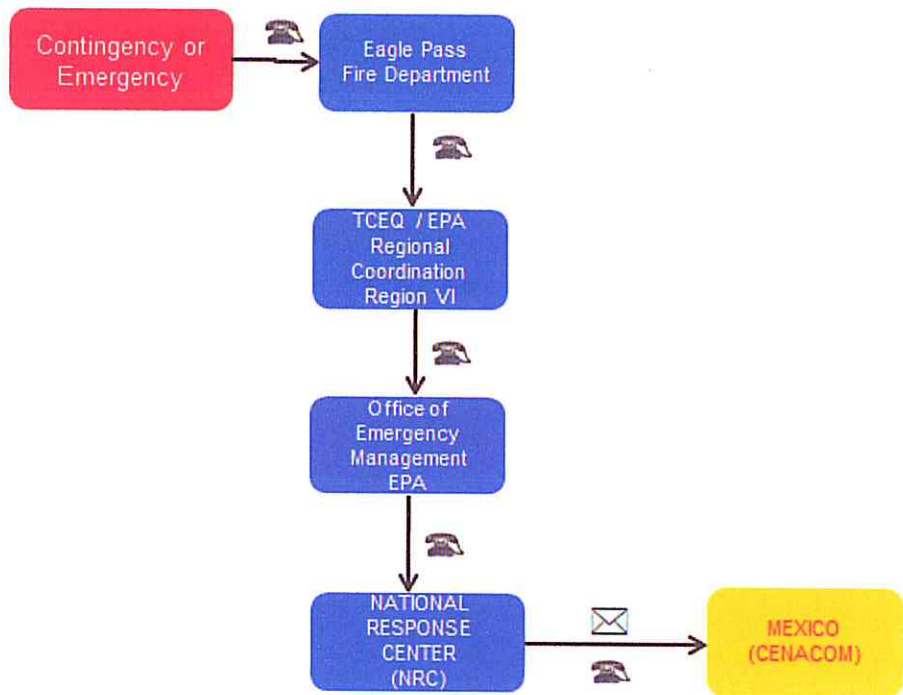 Contingency or
Emergency
Eagle Pass
Fire Department
TCEQ / EPA
Regional
Coordination
Region VI
Office of
Emergency
Management
EPA
NATIONAL
RESPONSE
CENTER
(NRC)
MEXICO
(CENACOM)